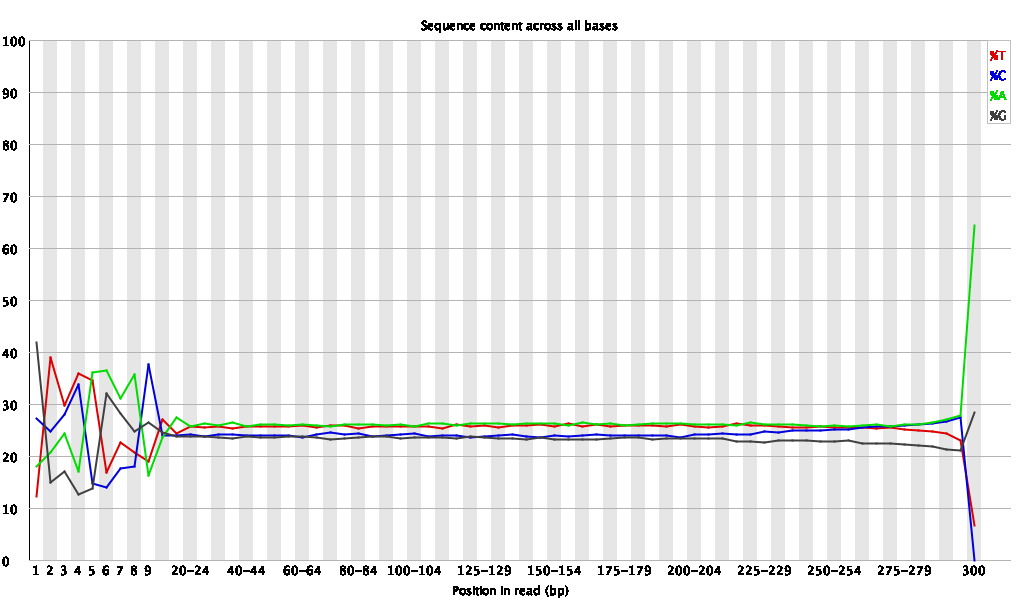 Sequence content across all bases
100
90
80
70
60
50
40
30
20
10
0
%T
%C
%A
%G
1 2 3 4 5 6 7 8 9 20-24 40-44 60-64 80-84 100-104 125-129 150-154 175-179 200-204 225-229 250-254 275-279 300
Position in read (bp)